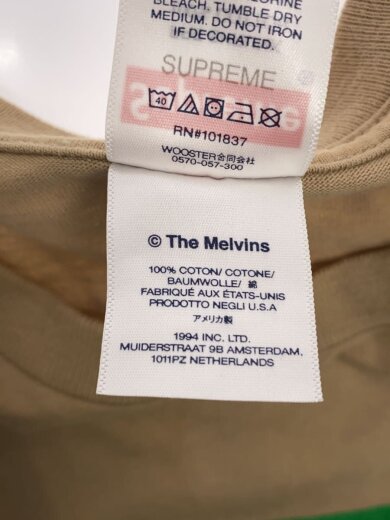 BLEACH. TUMBLE DRY
MEDIUM. DO NOT IRON
IF DECORATED.
SUPREME
40
RN#101837
WOOSTER合同会社
0570-057-300
© The Melvins
100% COTON/ COTONE/
BAUMWOLLE/ 綿
FABRIQUÉ AUX ÉTATS-UNIS
PRODOTTO NEGLI U.S.A
アメリカ製
1994 INC. LTD.
MUIDERSTRAAT 9B AMSTERDAM,
1011PZ NETHERLANDS